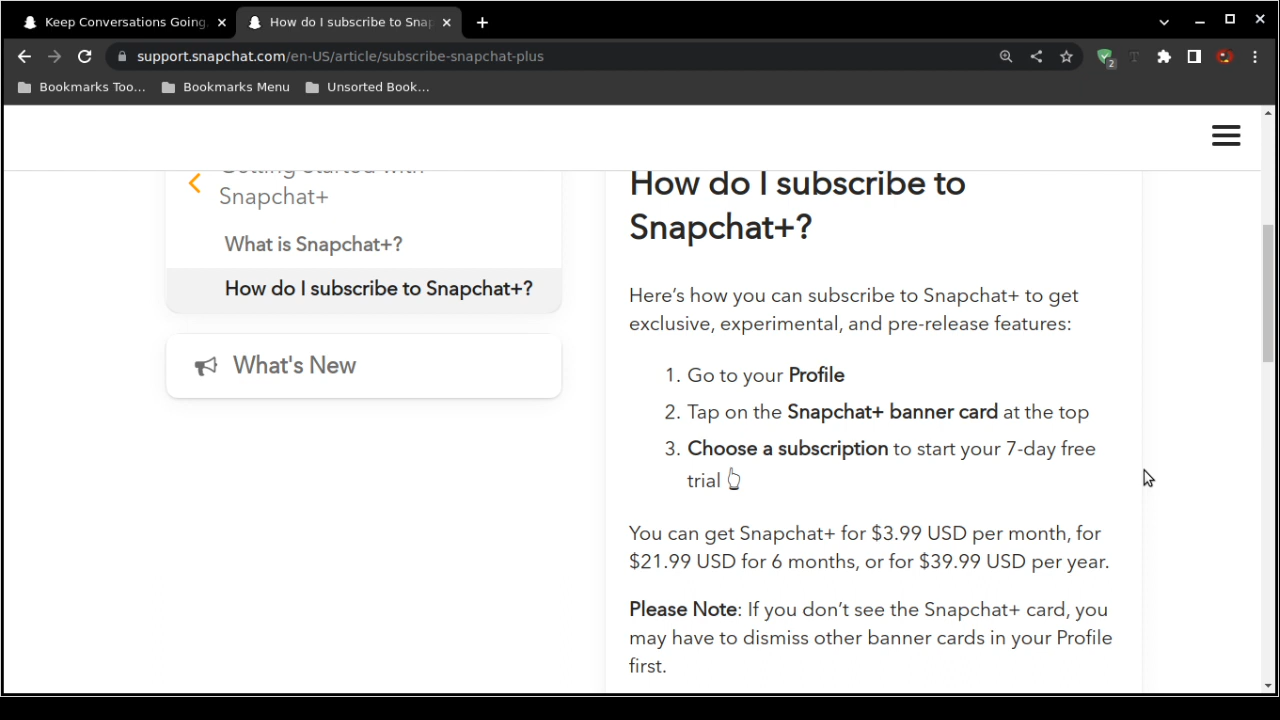 Keep Conversations Going
How do I subscribe to Snap
support.snapchat.com/en-US/article/subscribe-snapchat-plus
2
Bookmarks Too...
Bookmarks Menu
Unsorted Book...
Getting Started with
Snapchat+
What is Snapchat+?
How do I subscribe to Snapchat+?
What's New
How do I subscribe to
Snapchat+?
Here’s how you can subscribe to Snapchat+ to get
exclusive, experimental, and pre-release features:
1. Go to your Profile
2. Tap on the Snapchat+ banner card at the top
3. Choose a subscription to start your 7-day free
trial 👆
You can get Snapchat+ for $3.99 USD per month, for
$21.99 USD for 6 months, or for $39.99 USD per year.
Please Note: If you don’t see the Snapchat+ card, you
may have to dismiss other banner cards in your Profile
first.